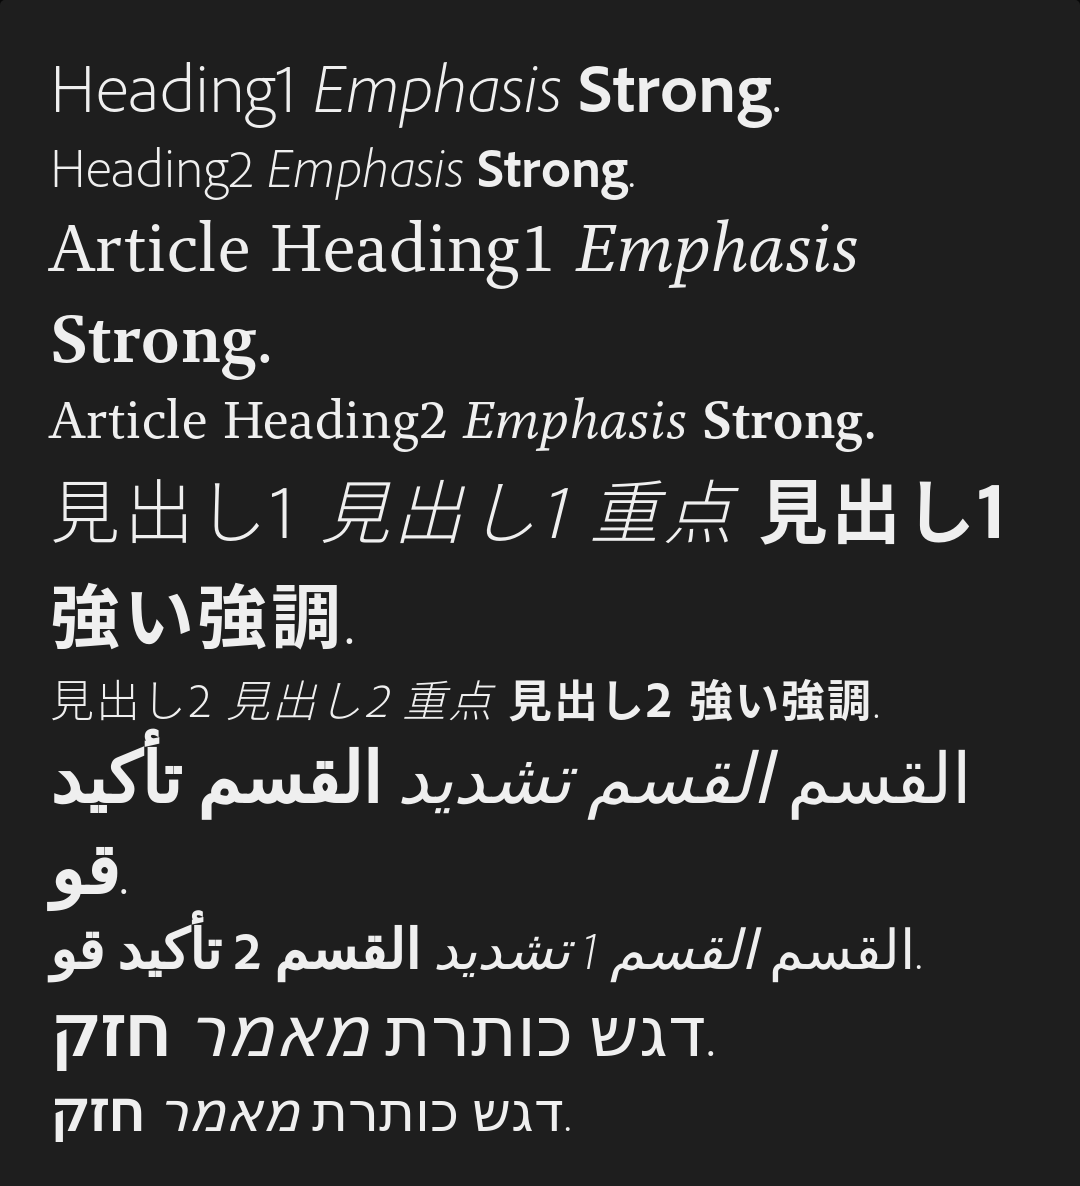 Heading1 Emphasis Strong.
Heading2 Emphasis Strong.
Article Heading1 Emphasis
Strong.
Article Heading2 Emphasis Strong.
見出し1 見出し1 重点 見出し1
強い強調.
見出し2 見出し2 重点 見出し2 強い強調.
القسم القسم تشديد القسم تأكيد
قو.
القسم القسم 1 تشديد القسم 2 تأكيد قو.
דגש כותרת מאמר חזק.
דגש כותרת מאמר חזק.